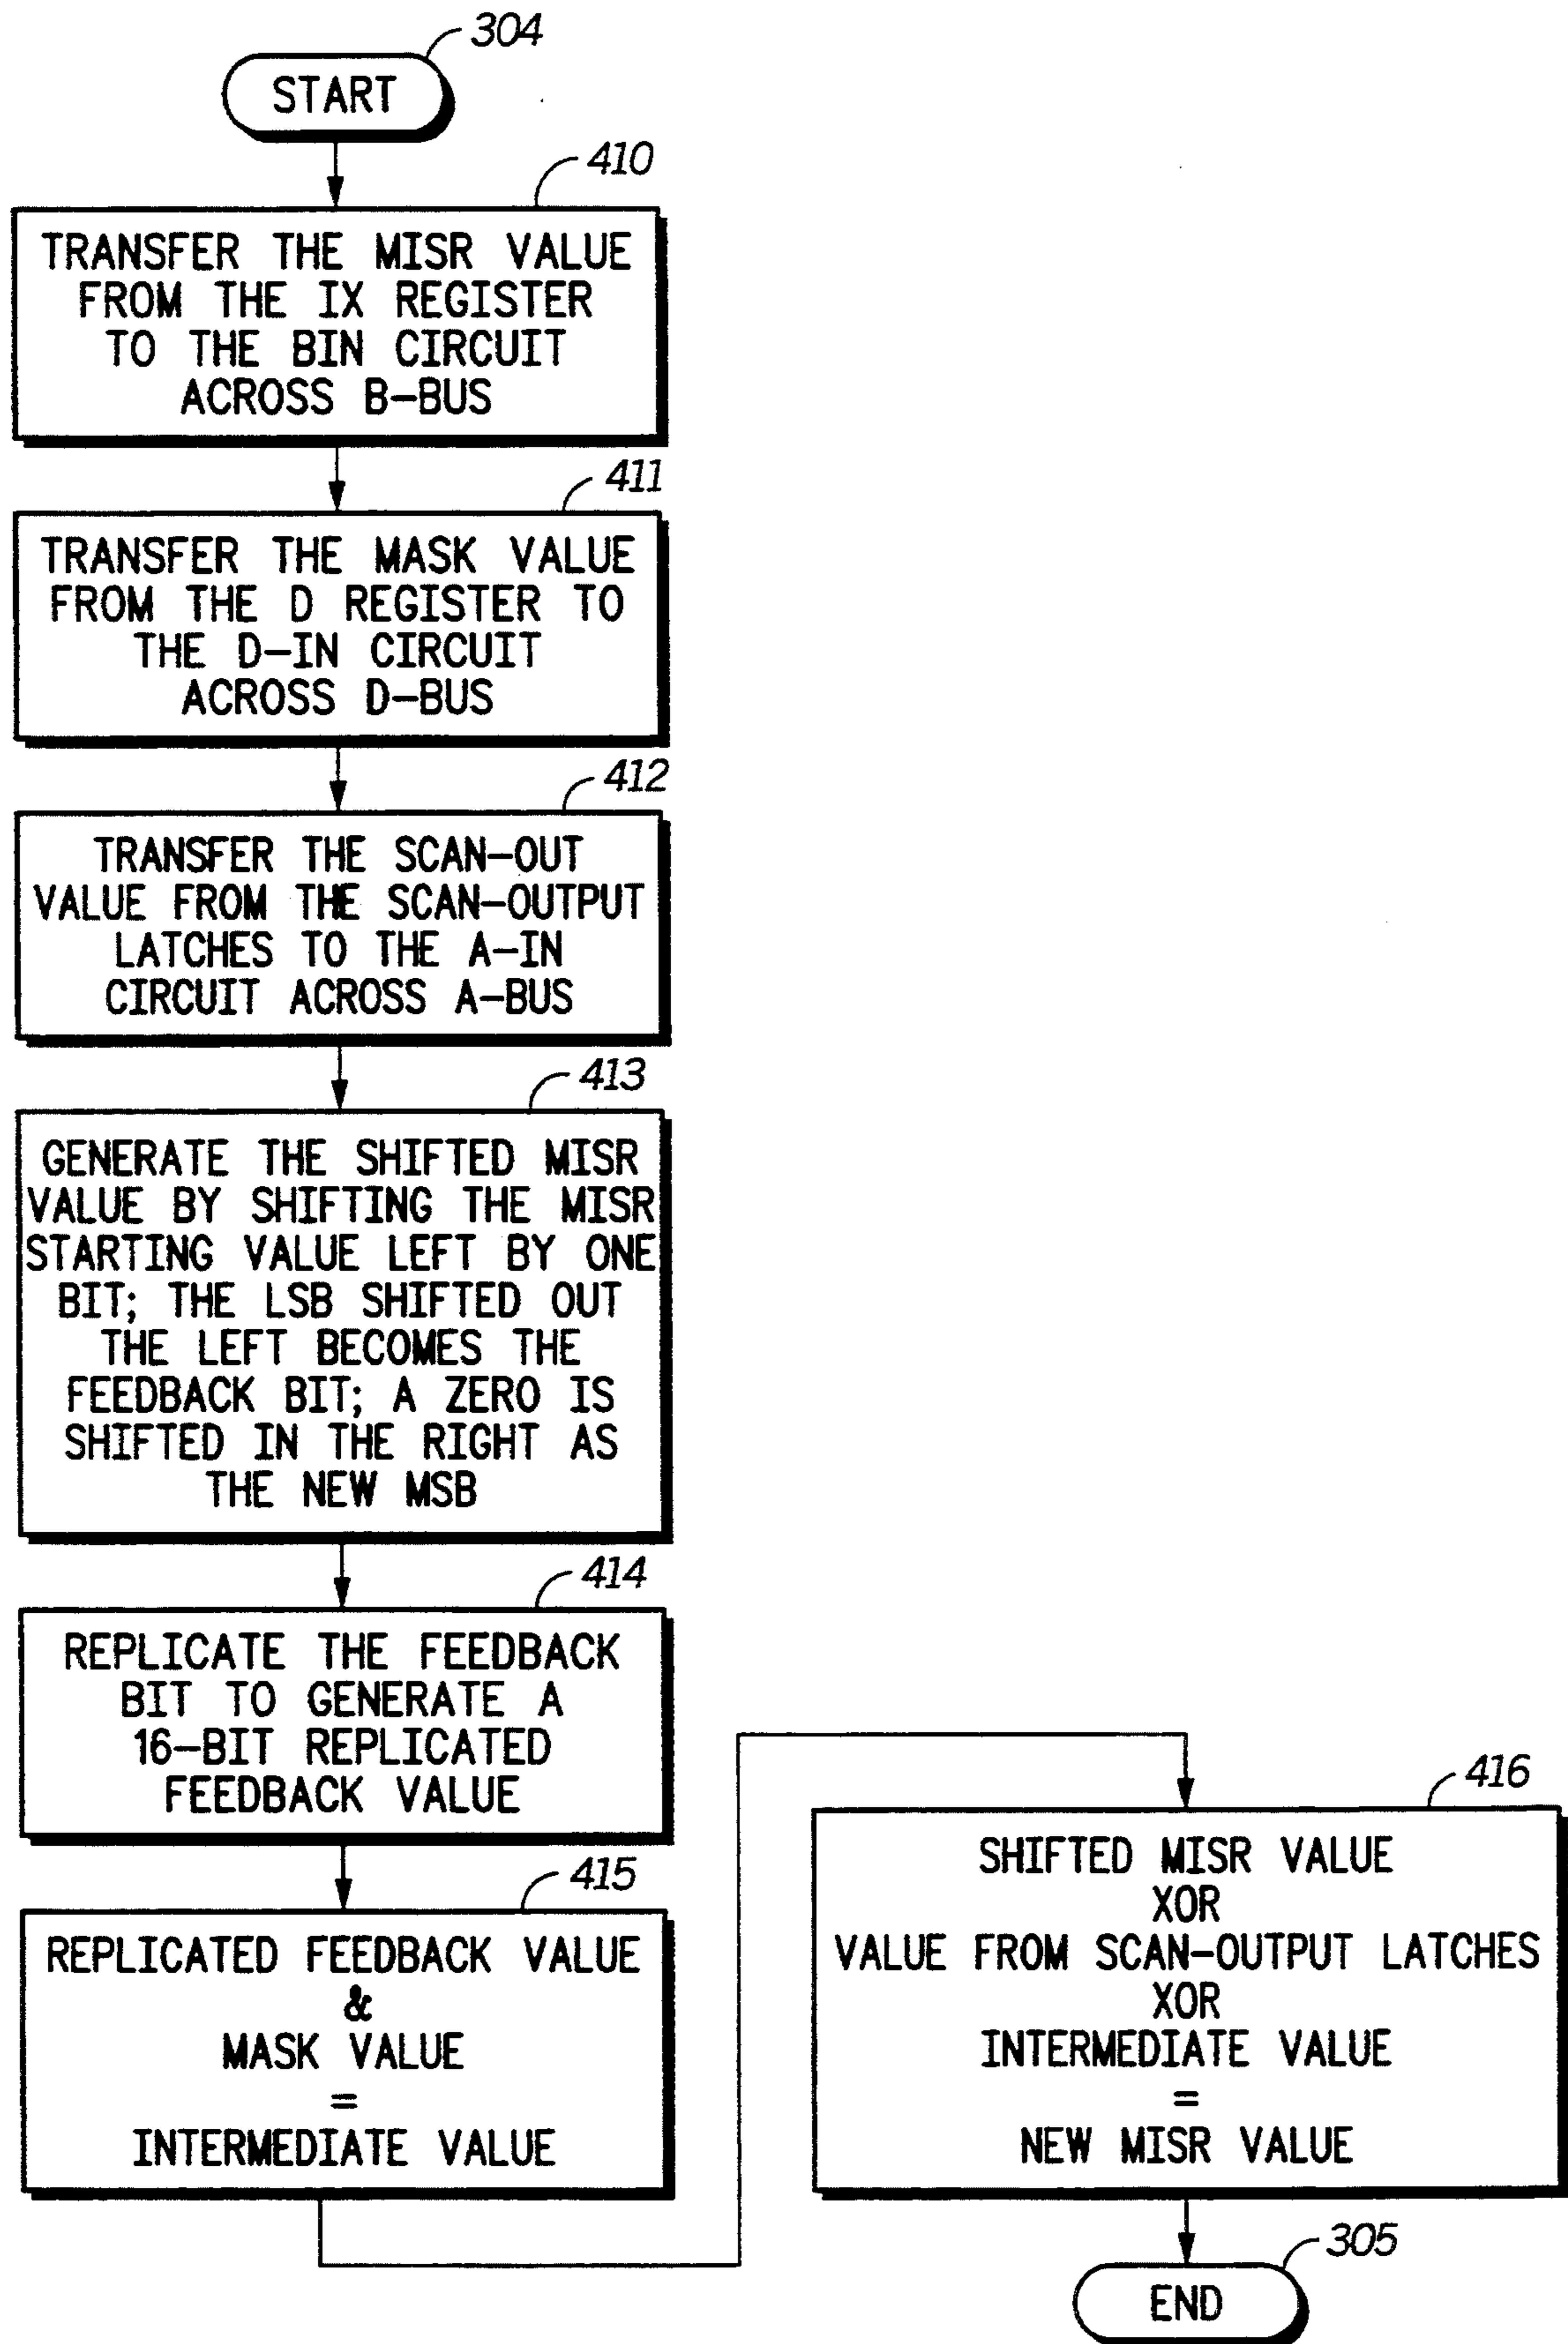 304
START
410
TRANSFER THE MISR VALUE
FROM THE IX REGISTER
TO THE BIN CIRCUIT
ACROSS B-BUS
411
TRANSFER THE MASK VALUE
FROM THE D REGISTER TO
THE D-IN CIRCUIT
ACROSS D-BUS
412
TRANSFER THE SCAN-OUT
VALUE FROM THE SCAN-OUTPUT
LATCHES TO THE A-IN
CIRCUIT ACROSS A-BUS
413
GENERATE THE SHIFTED MISR
VALUE BY SHIFTING THE MISR
STARTING VALUE LEFT BY ONE
BIT; THE LSB SHIFTED OUT
THE LEFT BECOMES THE
FEEDBACK BIT; A ZERO IS
SHIFTED IN THE RIGHT AS
THE NEW MSB
414
REPLICATE THE FEEDBACK
BIT TO GENERATE A
16-BIT REPLICATED
FEEDBACK VALUE
415
REPLICATED FEEDBACK VALUE
&
MASK VALUE
=
INTERMEDIATE VALUE
416
SHIFTED MISR VALUE
XOR
VALUE FROM SCAN-OUTPUT LATCHES
XOR
INTERMEDIATE VALUE
=
NEW MISR VALUE
305
END